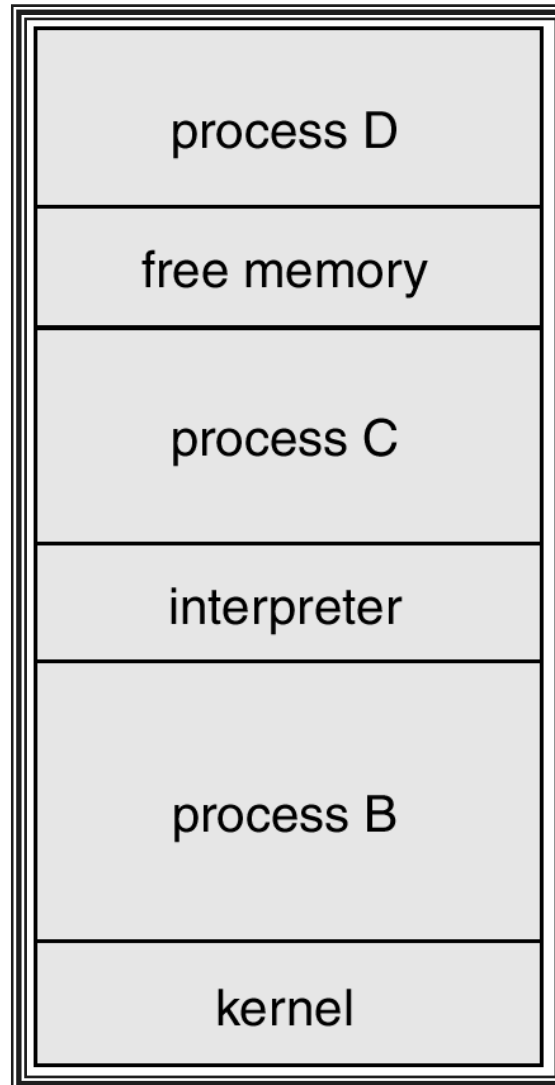 process D
free memory
process C
interpreter
process B
kernel